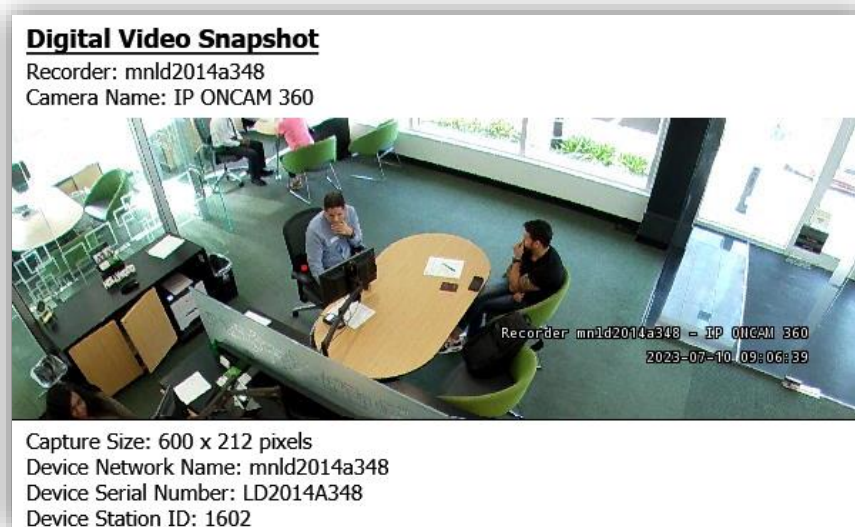 Digital Video Snapshot
Recorder: mnld2014a348
Camera Name: IP ONCAM 360
Recorder mnld2014a348 - IP ONCAM 360
2023-07-10 09:06:39
Capture Size: 600 x 212 pixels
Device Network Name: mnld2014a348
Device Serial Number: LD2014A348
Device Station ID: 1602